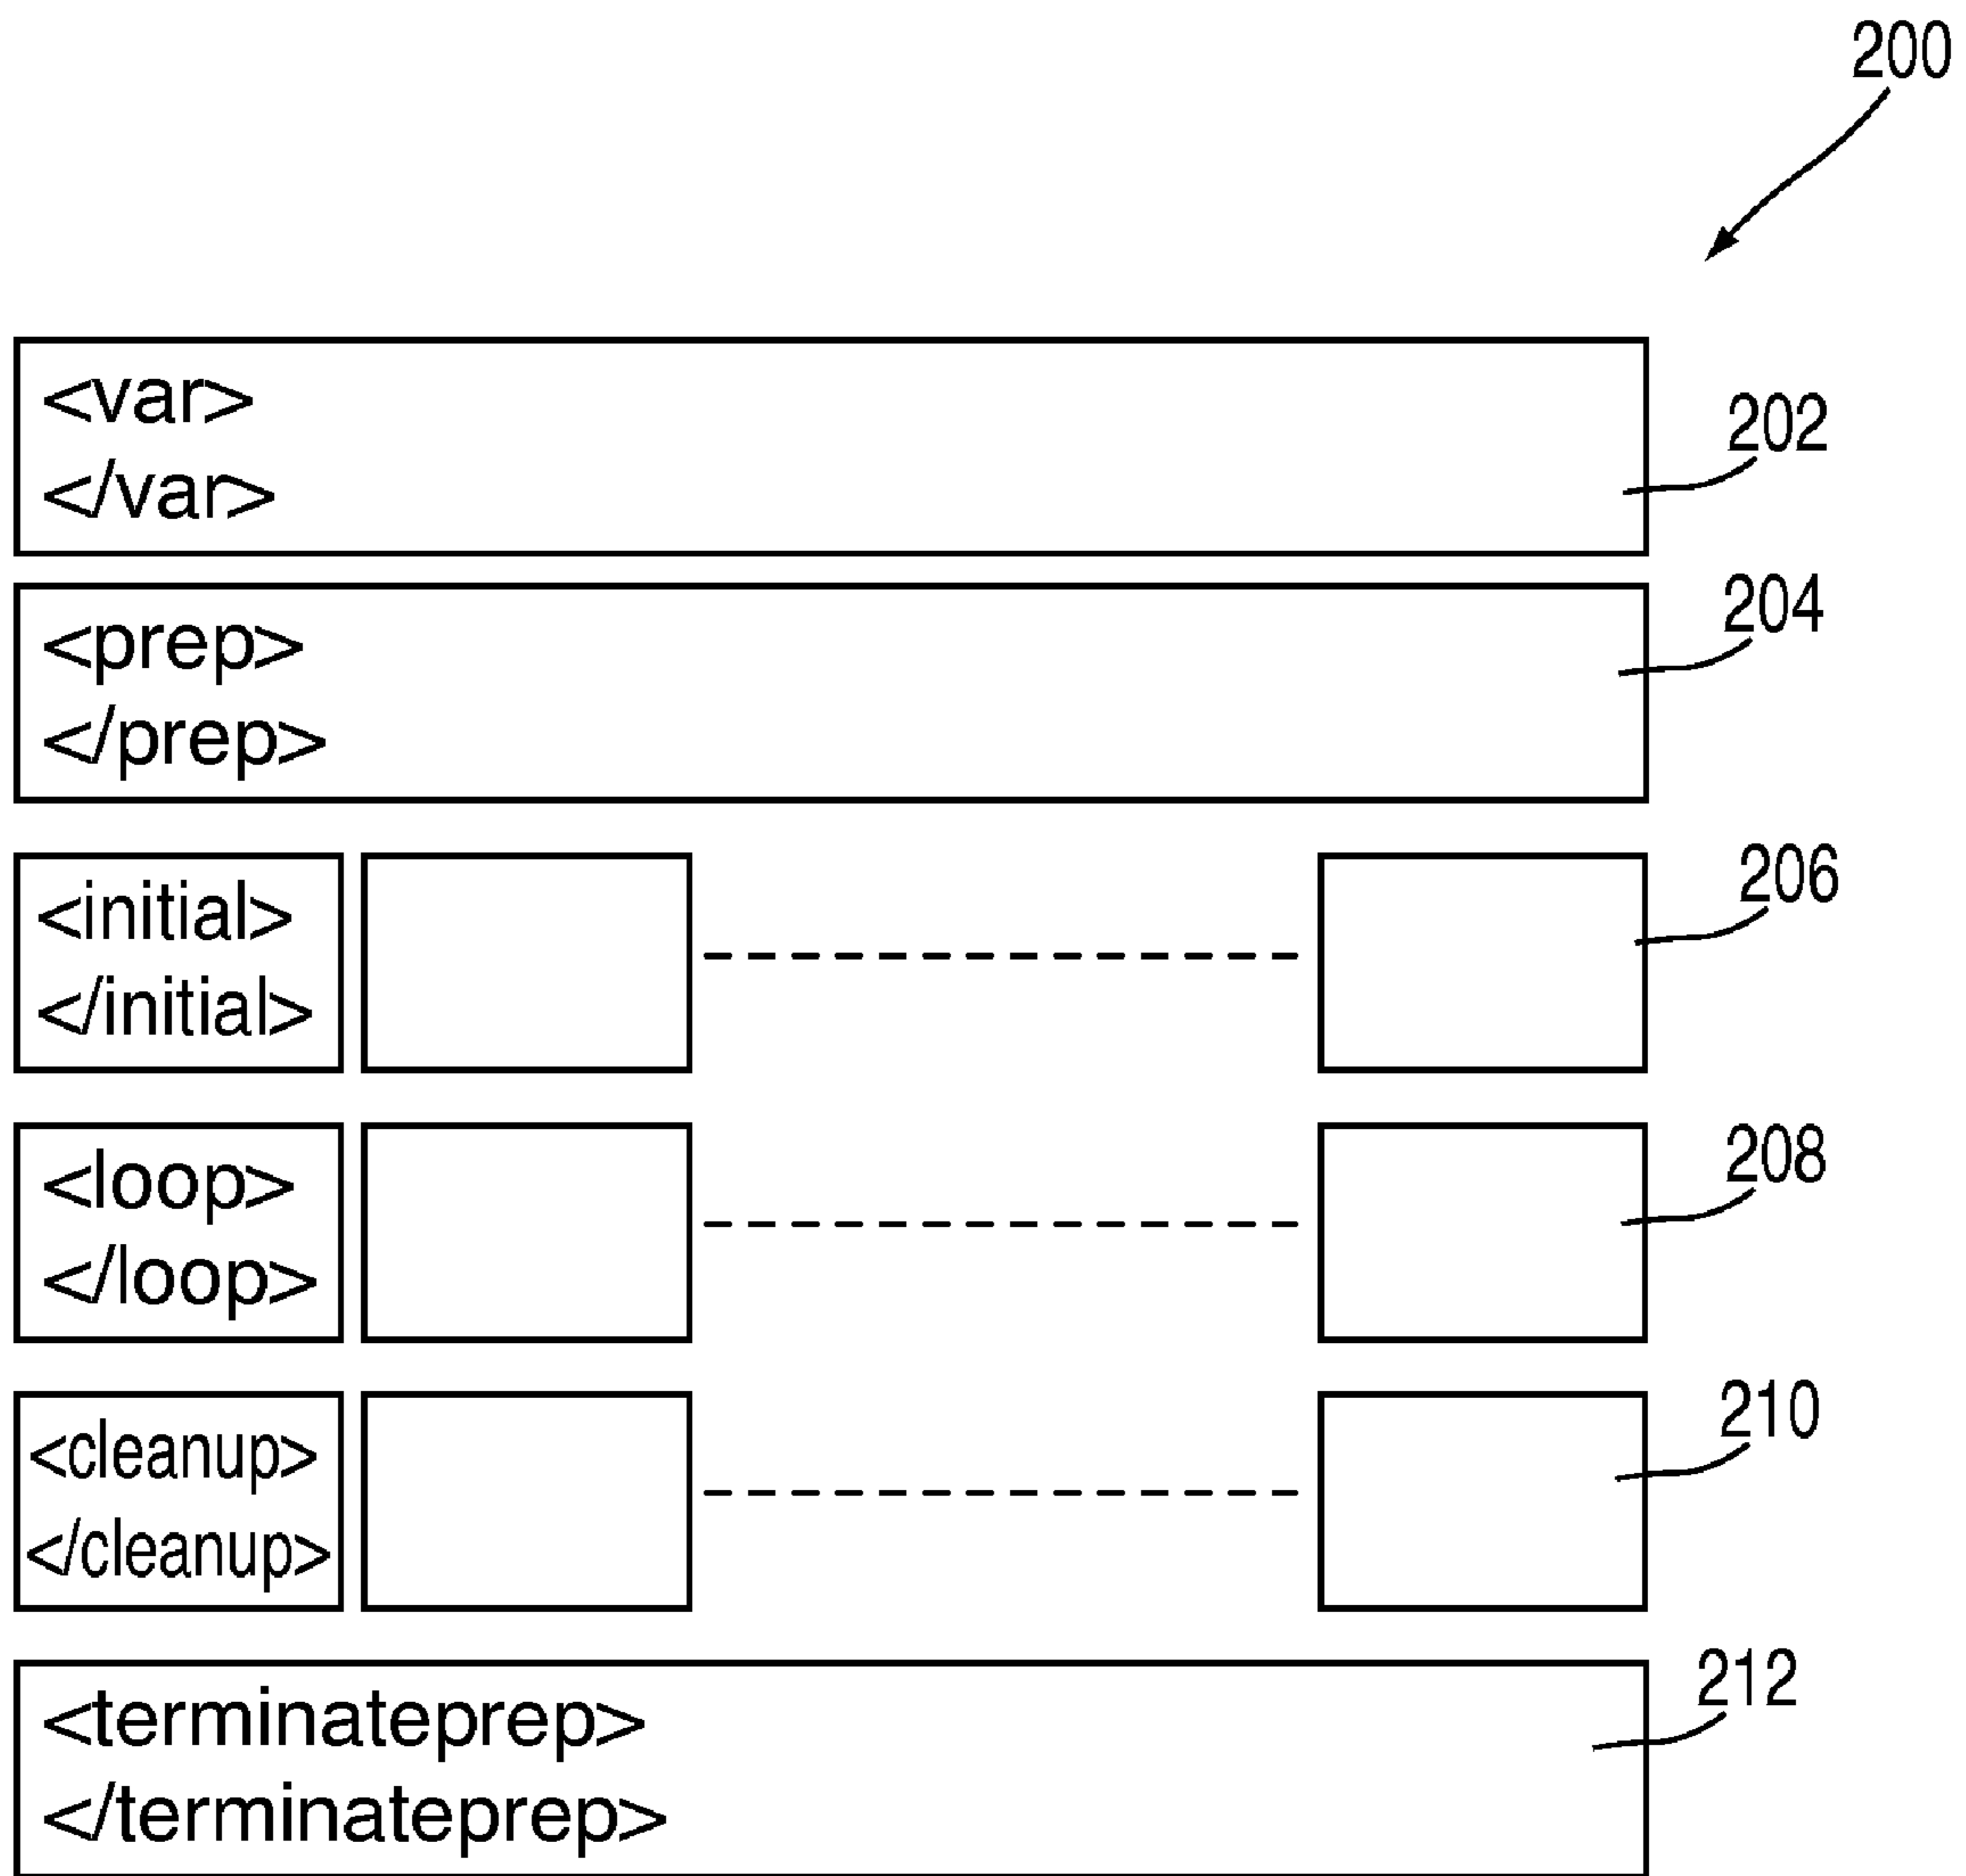 200
<var>
</var>
202
<prep>
</prep>
204
<initial>
</initial>
206
<loop>
</loop>
208
<cleanup>
</cleanup>
210
<terminateprep>
</terminateprep>
212